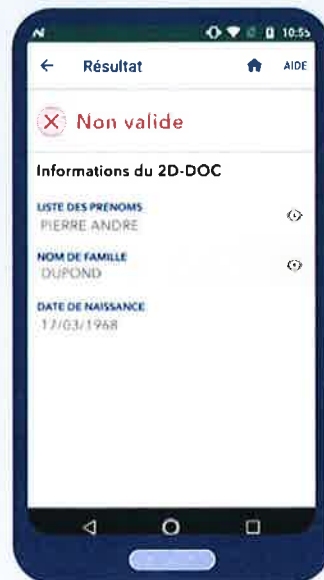 10:55
Résultat AIDE
Non valide
Informations du 2D-DOC
LISTE DES PRENOMS
PIERRE ANDRE
NOM DE FAMILLE
DUPOND
DATE DE NAISSANCE
17/03/1968